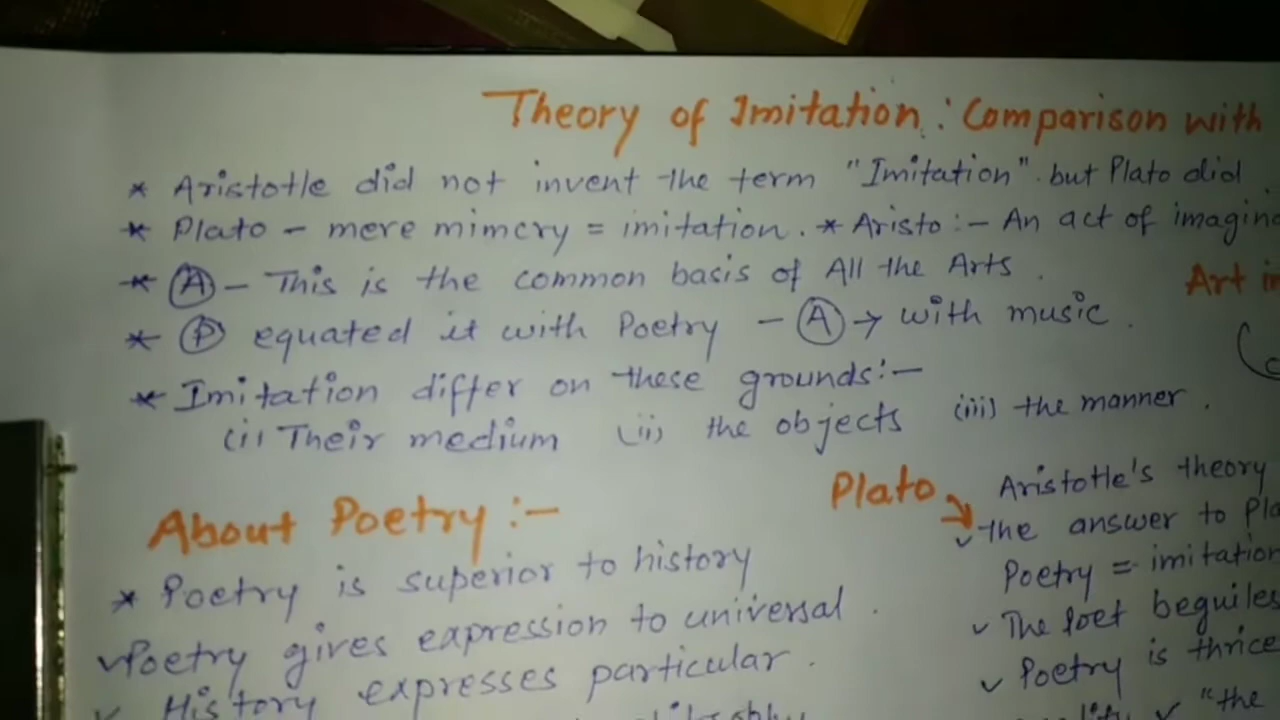 Theory of Imitation : Comparison with
* Aristotle did not invent the term "Imitation" but Plato did.
* Plato - mere mimcry = imitation. * Aristo :- An act of
* (A) - This is the common basis of All the Arts.
Art
* (P) equated it with Poetry - (A) → with music.
* Imitation differ on these grounds :-
(i) Their medium (ii) the objects (iii) the manner.
About Poetry :-
* Poetry is superior to history
✓ Poetry gives expression to universal.
✓ History expresses particular.
Plato ↘ Aristotle's theory
✓ the answer to
Poetry = imitation
✓ The Poet beguiles
✓ Poetry is thrice
✓ "the